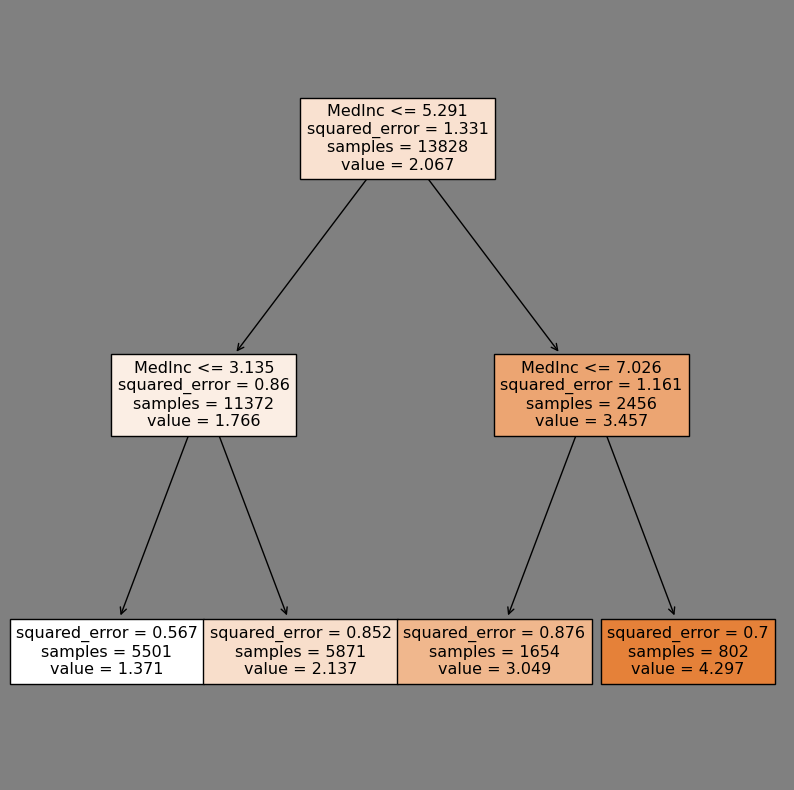 MedInc <= 5.291
squared_error = 1.331
samples = 13828
value = 2.067
MedInc <= 3.135
squared_error = 0.86
samples = 11372
value = 1.766
MedInc <= 7.026
squared_error = 1.161
samples = 2456
value = 3.457
squared_error = 0.567
samples = 5501
value = 1.371
squared_error = 0.852
samples = 5871
value = 2.137
squared_error = 0.876
samples = 1654
value = 3.049
squared_error = 0.7
samples = 802
value = 4.297